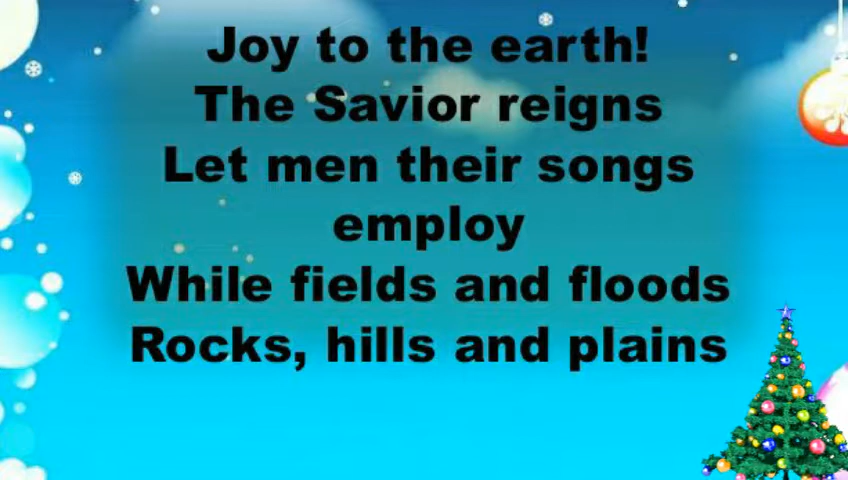 Joy to the earth!
The Savior reigns
Let men their songs
employ
While fields and floods
Rocks, hills and plains